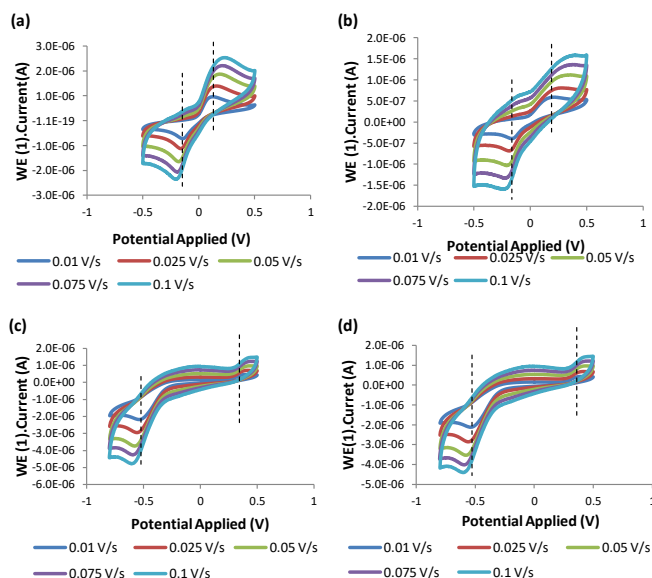 (a)
WE (1).Current(A)
3.0E-06
2.0E-06
1.0E-06
-1.1E-19
-1.0E-06
-2.0E-06
-3.0E-06
-1
-0.5
0
0.5
1
Potential Applied (V)
0.01 V/s
0.025 V/s
0.05 V/s
0.075 V/s
0.1 V/s
(b)
WE (1).Current (A)
1.5E-06
1.0E-06
5.0E-07
0.0E+00
-5.0E-07
-1.0E-06
-1.5E-06
-2.0E-06
-1
-0.5
0
0.5
1
Potential Applied (V)
0.01 V/s
0.025 V/s
0.05 V/s
0.075 V/s
0.1 V/s
(c)
WE (1).Current (A)
2.0E-06
1.0E-06
0.0E+00
-1.0E-06
-2.0E-06
-3.0E-06
-4.0E-06
-5.0E-06
-6.0E-06
-1
-0.5
0
0.5
1
Potential Applied (V)
0.01 V/s
0.025 V/s
0.05 V/s
0.075 V/s
0.1 V/s
(d)
WE(1).Current (A)
2.0E-06
1.0E-06
0.0E+00
-1.0E-06
-2.0E-06
-3.0E-06
-4.0E-06
-5.0E-06
-1
-0.5
0
0.5
1
Potential Applied (V)
0.01 V/s
0.025 V/s
0.05 V/s
0.075 V/s
0.1 V/s